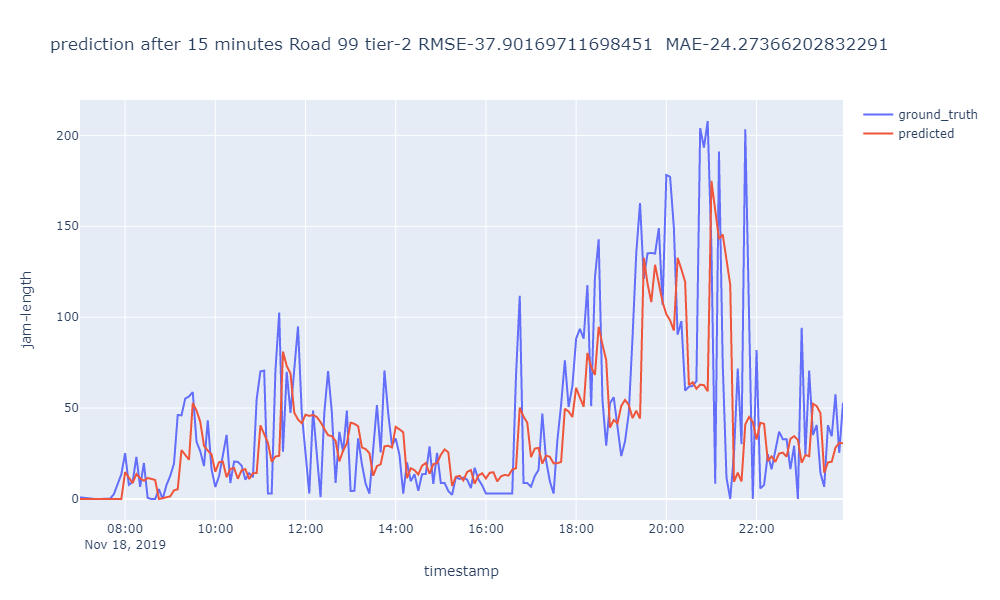 prediction after 15 minutes Road 99 tier-2 RMSE-37.90169711698451  MAE-24.27366202832291
ground_truth
predicted
200
150
100
50
0
jam-length
08:00 10:00 12:00 14:00 16:00 18:00 20:00 22:00
Nov 18, 2019
timestamp